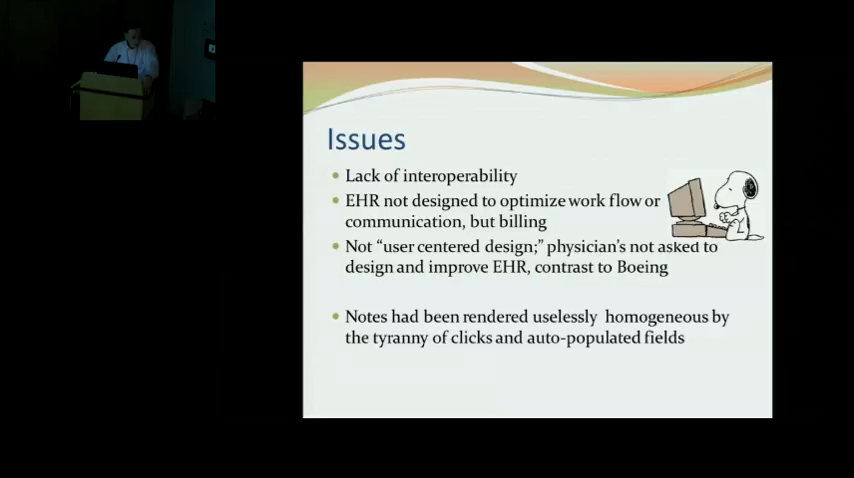 Issues
Lack of interoperability
EHR not designed to optimize work flow or
communication, but billing
Not “user centered design;” physician’s not asked to
design and improve EHR, contrast to Boeing
Notes had been rendered uselessly homogeneous by
the tyranny of clicks and auto-populated fields